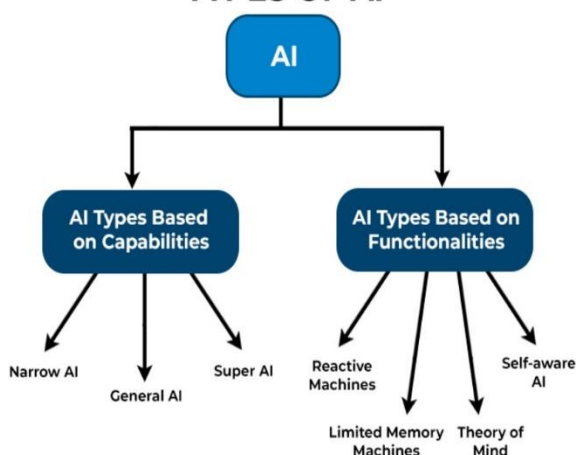 AI
AI Types Based
on Capabilities
AI Types Based on
Functionalities
Narrow AI
General AI
Super AI
Reactive
Machines
Limited Memory
Machines
Theory of
Mind
Self-aware
AI